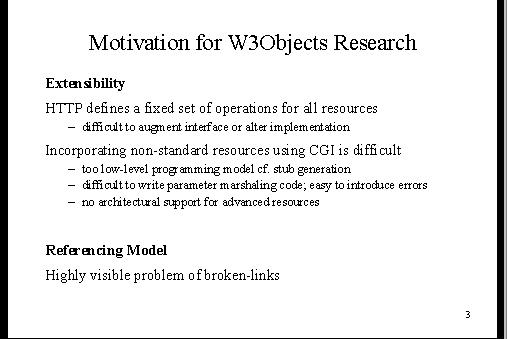 Motivation for W3Objects Research
Extensibility
HTTP defines a fixed set of operations for all resources
– difficult to augment interface or alter implementation
Incorporating non-standard resources using CGI is difficult
– too low-level programming model cf. stub generation
– difficult to write parameter marshaling code; easy to introduce errors
– no architectural support for advanced resources
Referencing Model
Highly visible problem of broken-links
3